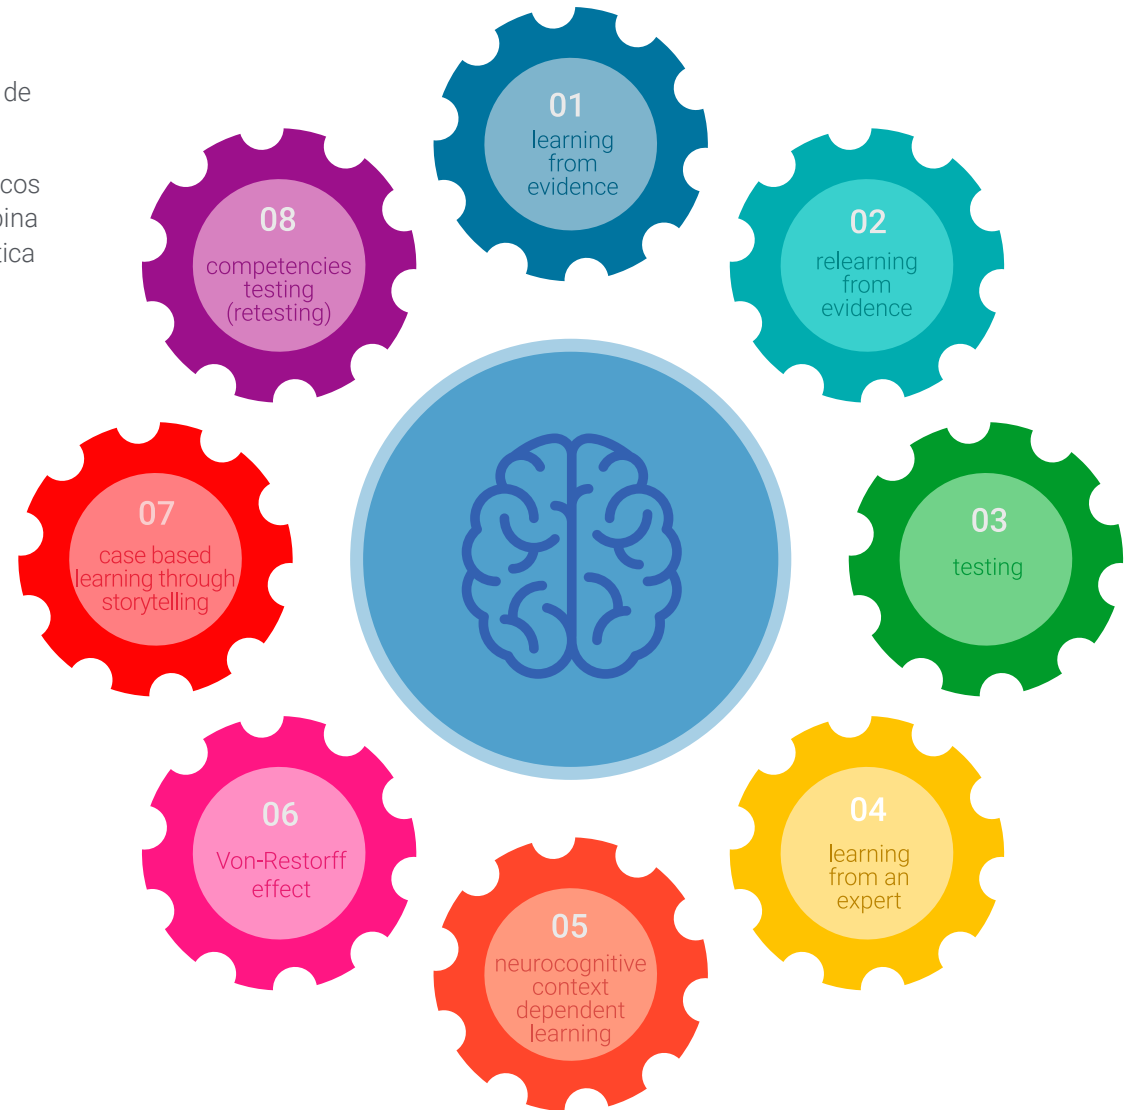 de
cos
bina
tica
01
learning
from
evidence
02
relearning
from
evidence
03
testing
04
learning
from an
expert
05
neurocognitive
context
dependent
learning
06
Von-Restorff
effect
07
case based
learning through
storytelling
08
competencies
testing
(retesting)